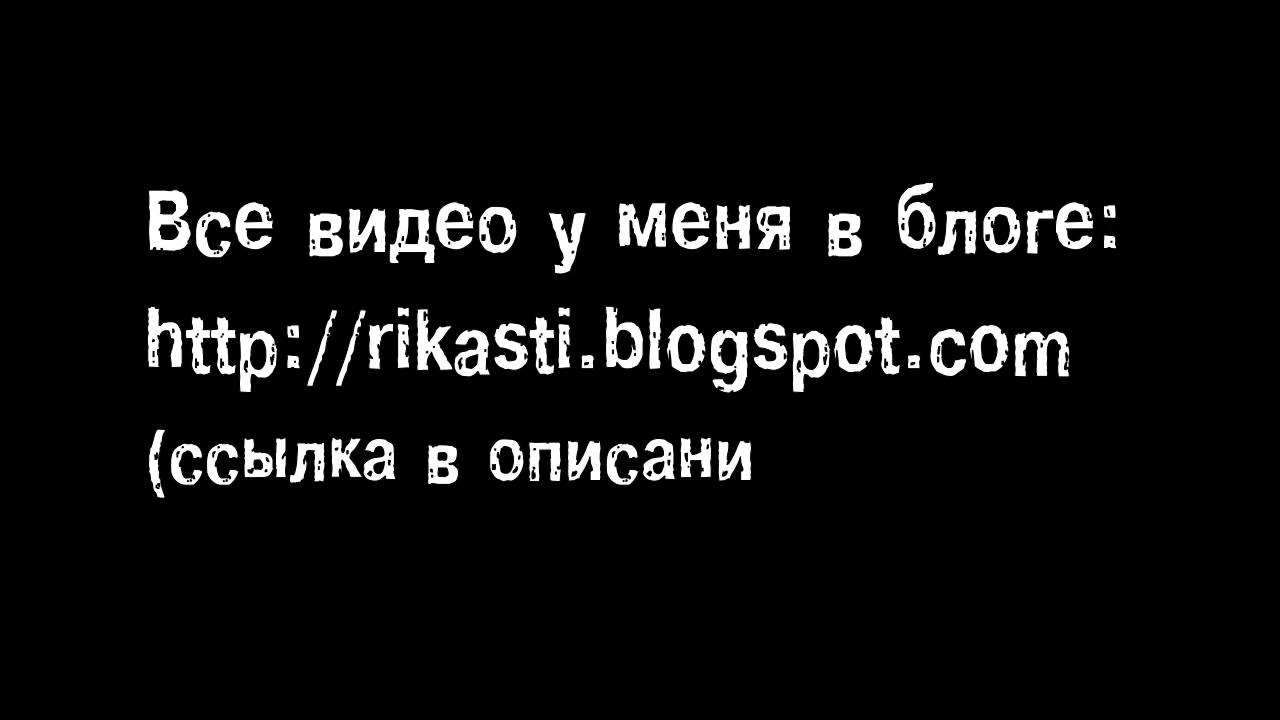 Все видео у меня в блоге:
http://rikasti.blogspot.com
(ссылка в описани